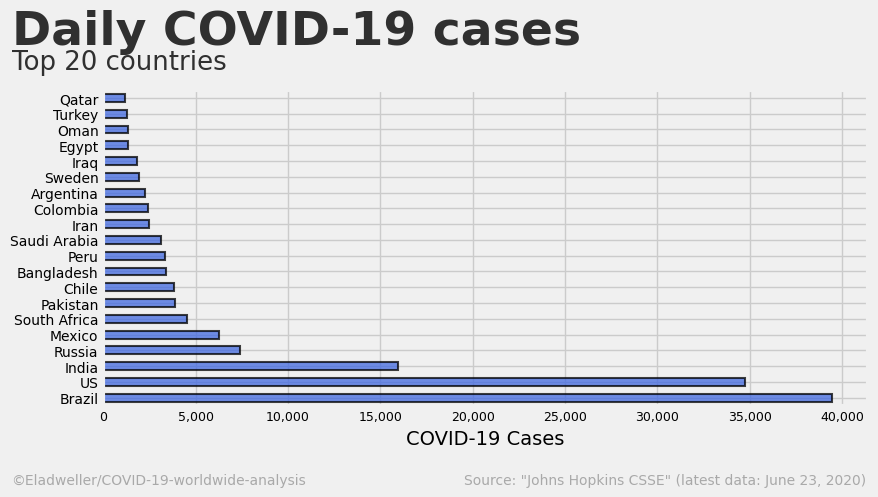 Daily COVID-19 cases
Top 20 countries
Qatar
Turkey
Oman
Egypt
Iraq
Sweden
Argentina
Colombia
Iran
Saudi Arabia
Peru
Bangladesh
Chile
Pakistan
South Africa
Mexico
Russia
India
US
Brazil
0 5,000 10,000 15,000 20,000 25,000 30,000 35,000 40,000
COVID-19 Cases
©Eladweller/COVID-19-worldwide-analysis Source: "Johns Hopkins CSSE" (latest data: June 23, 2020)